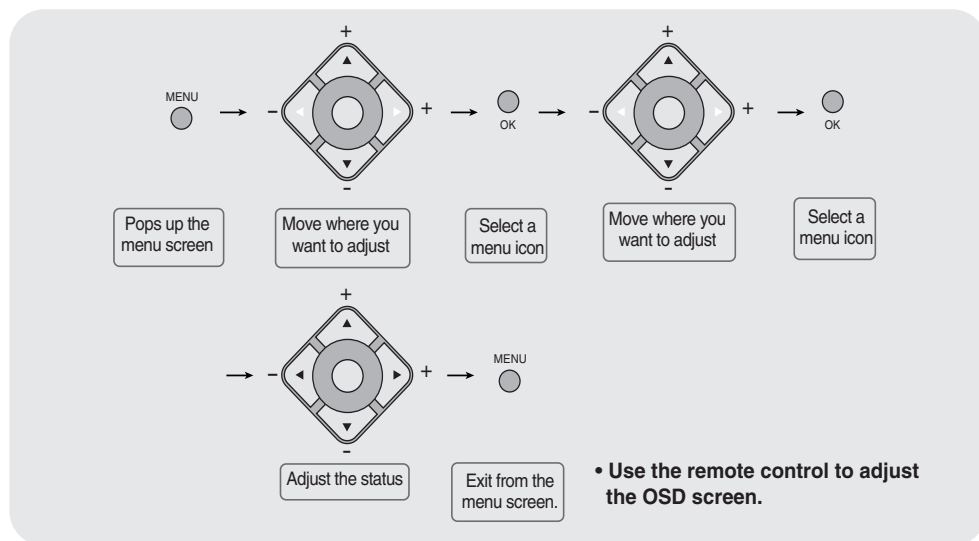 +
+
MENU
-
+
OK
-
+
OK
-
-
Pops up the
menu screen
Move where you
want to adjust
Select a
menu icon
Move where you
want to adjust
Select a
menu icon
+
MENU
-
+
-
Adjust the status
Exit from the
menu screen.
• Use the remote control to adjust
the OSD screen.